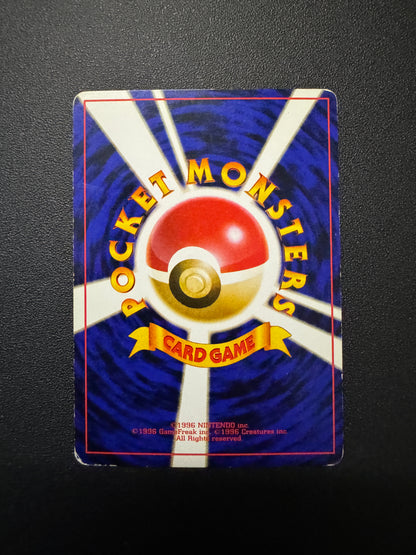 POCKET MONSTERS
CARD GAME
©1996 NINTENDO inc.
©1996 GameFreak inc. ©1996 Creatures inc.
All Rights reserved.